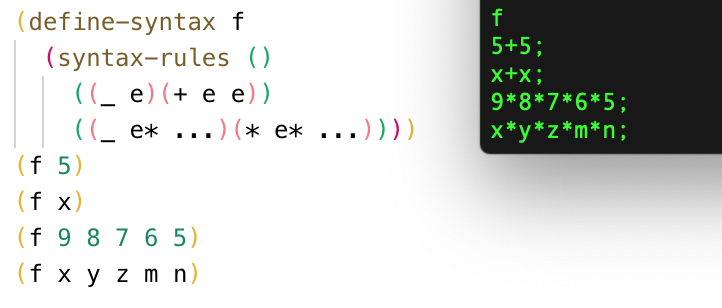 (define-syntax f
(syntax-rules ()
((_ e)(+ e e))
((_ e* ...)(* e* ...))))
(f 5)
(f x)
(f 9 8 7 6 5)
(f x y z m n)
f
5+5;
x+x;
9*8*7*6*5;
x*y*z*m*n;